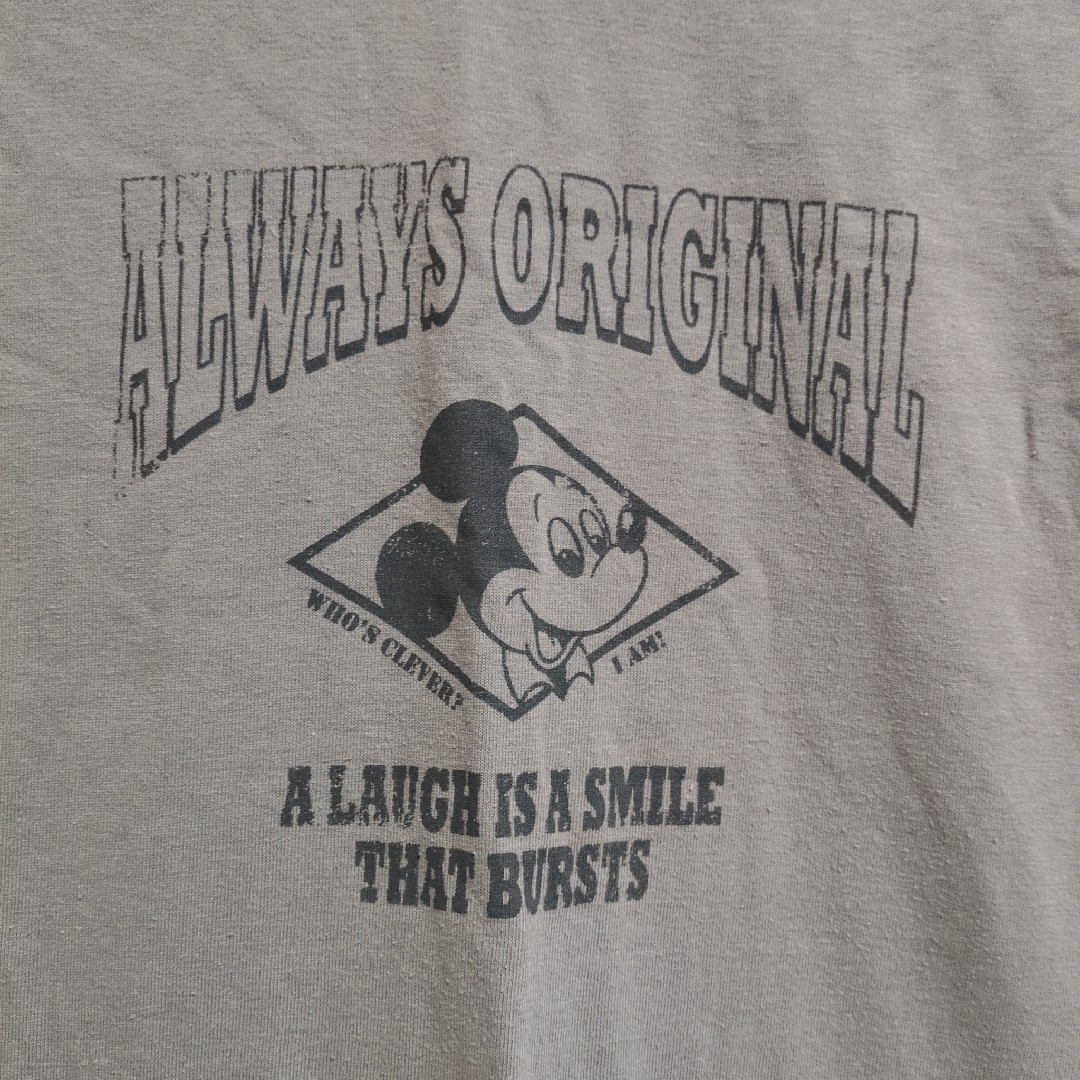 ALWAYS ORIGINAL
WHO'S CLEVER?
I AM!
A LAUGH IS A SMILE
THAT BURSTS